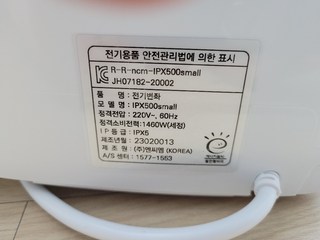 전기용품 안전관리법에 의한 표시
R-R-ncm-IPX500small
JH07182-20002
품 명 : 전기변좌
모 델 명 : IPX500small
정격전압 : 220V~, 60Hz
정격소비전력 : 1460W(세정)
I P 등급 : IPX5
제조년월 : 23020013
제 조 원 : (주)엔씨엠 (KOREA)
A/S 센터 : 1577-1553